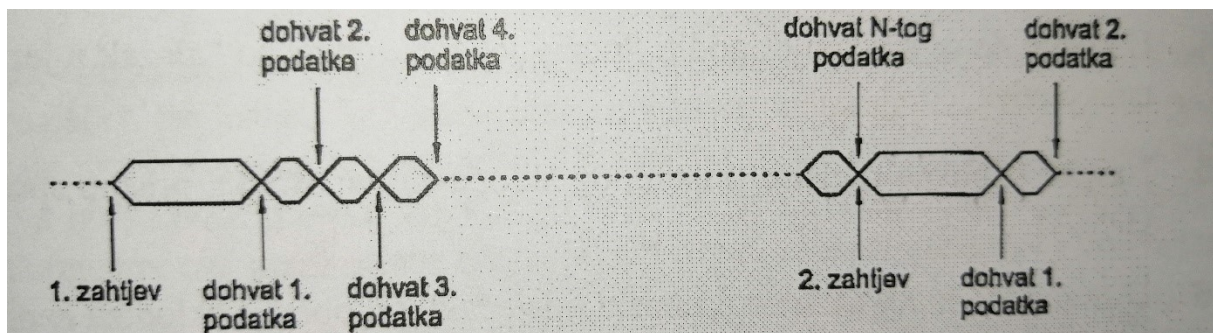 dohvat 2.
podatka
dohvat 4.
podatka
dohvat N-tog
podatka
dohvat 2.
podatka
1. zahtjev
dohvat 1.
podatka
dohvat 3.
podatka
2. zahtjev
dohvat 1.
podatka